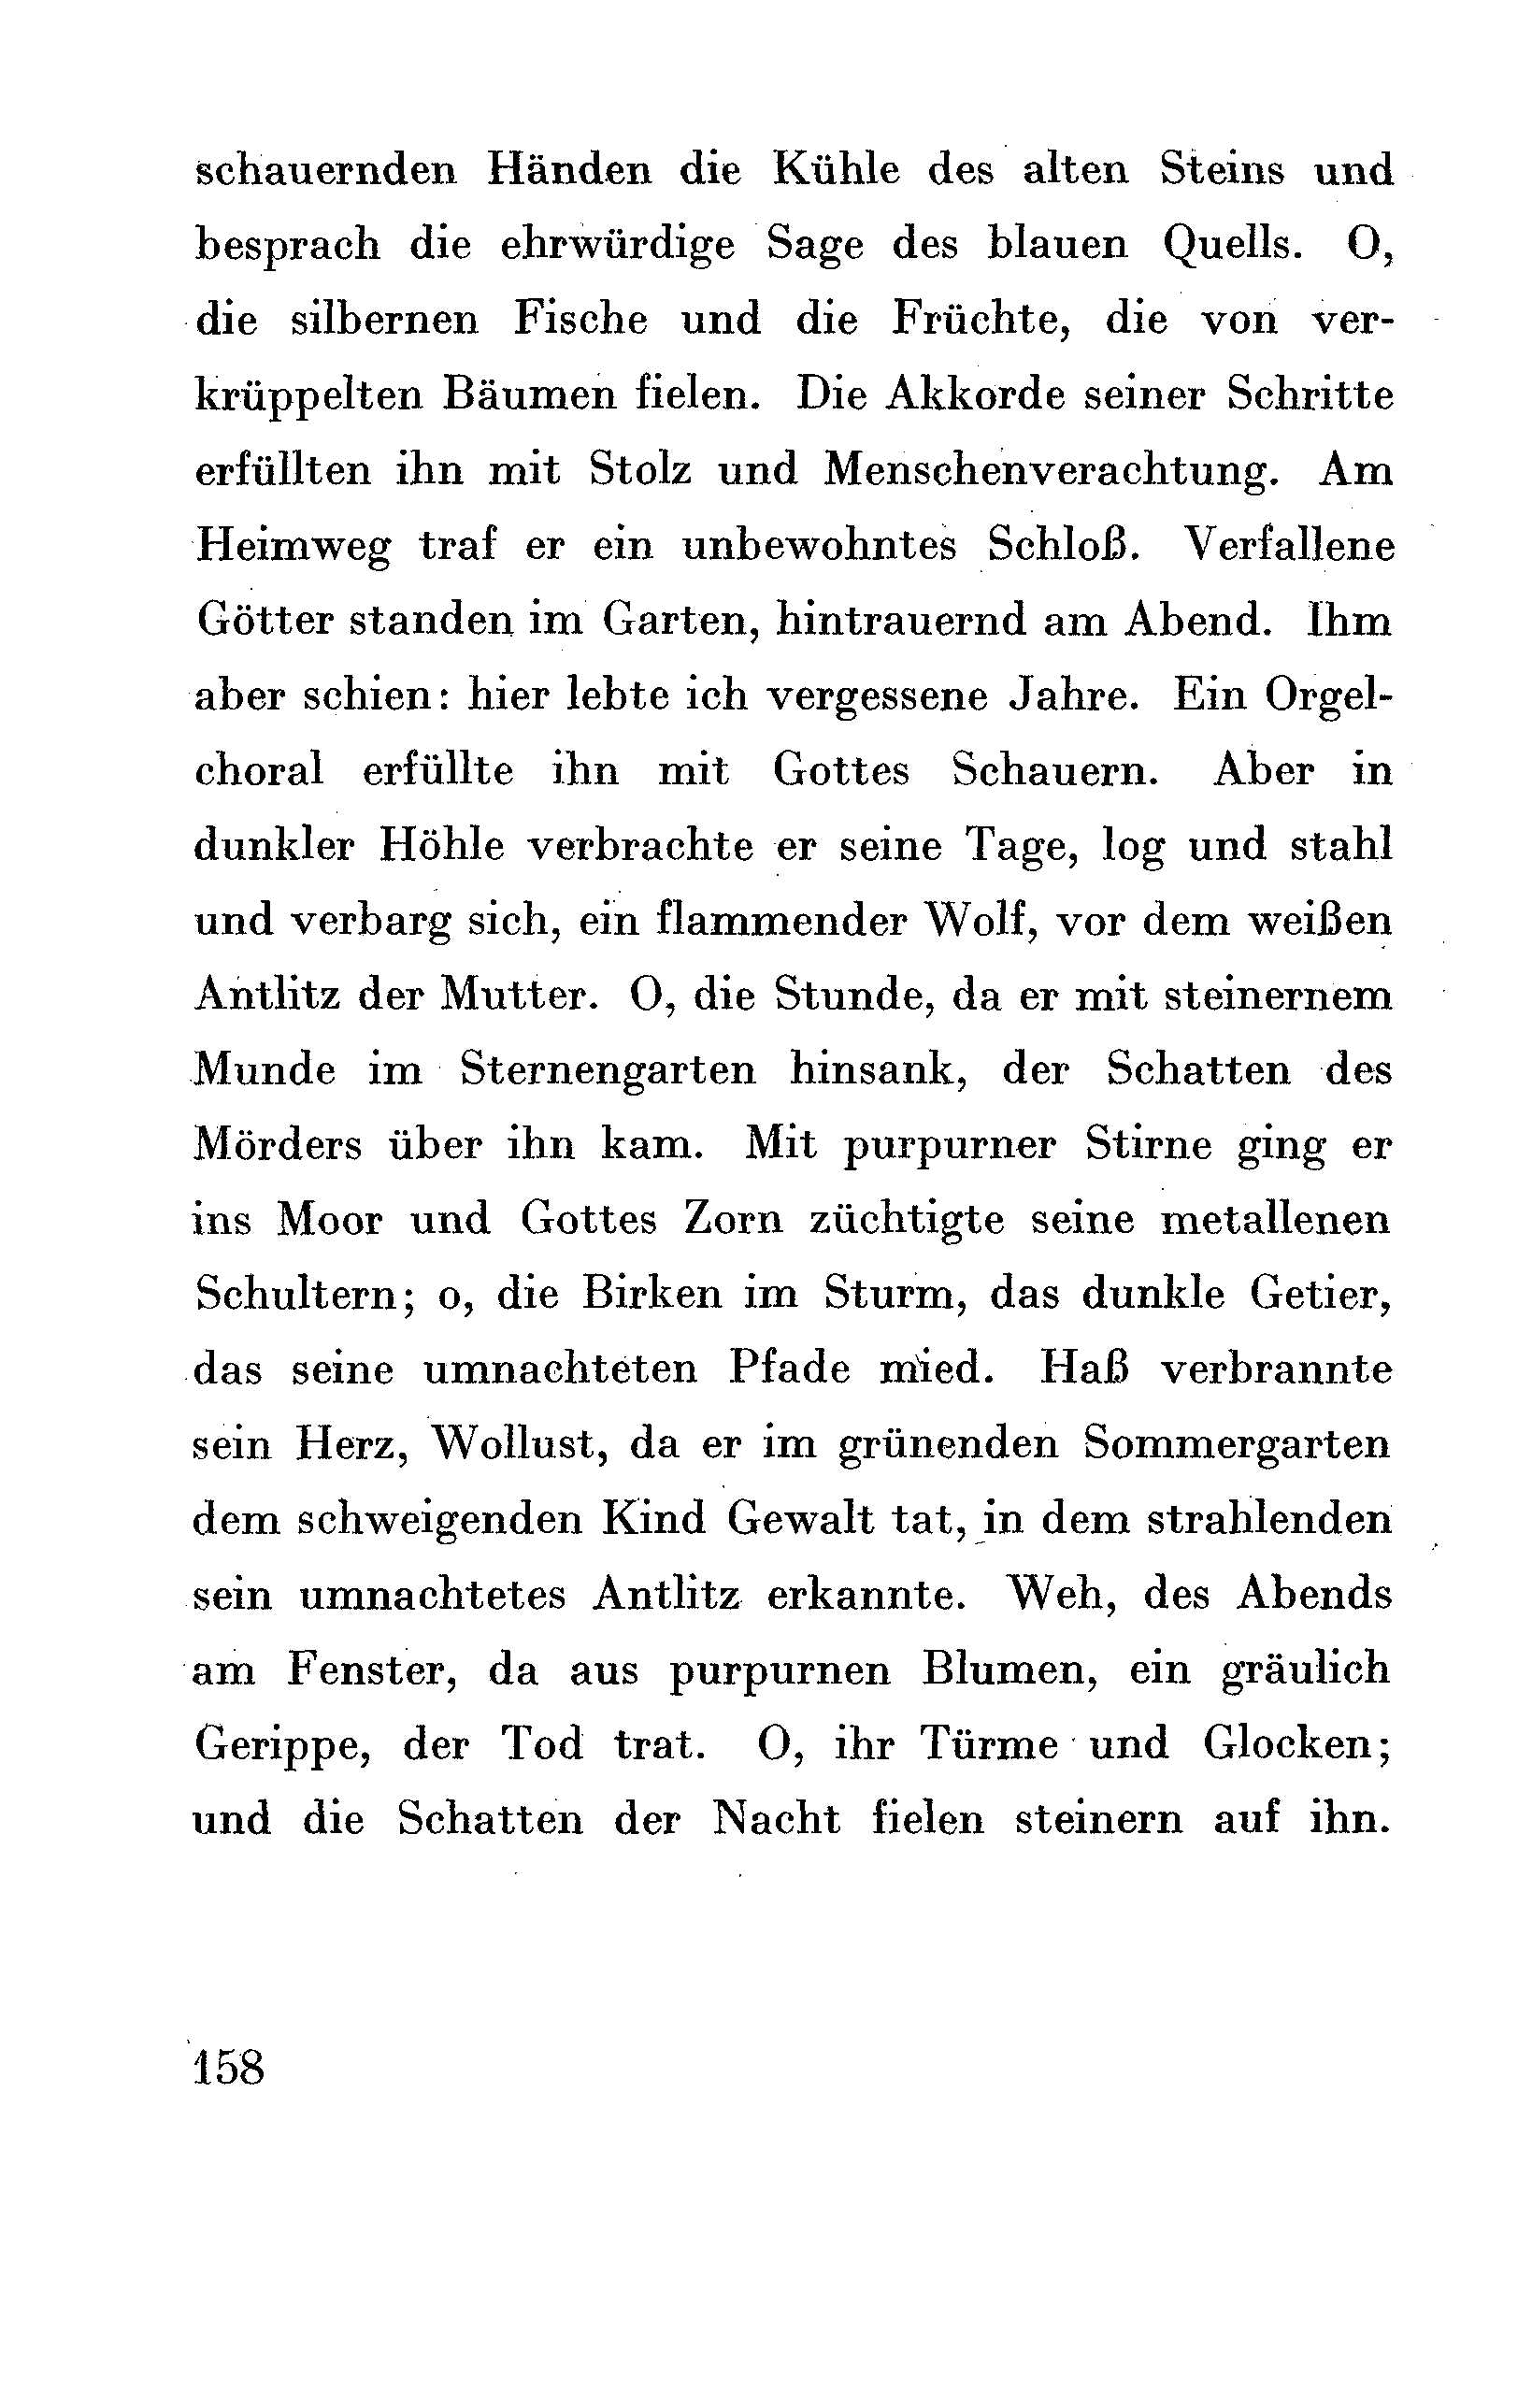 schauernden Händen die Kühle des alten Steins und
besprach die ehrwürdige Sage des blauen Quells. O,
die silbernen Fische und die Früchte, die von ver-
krüppelten Bäumen fielen. Die Akkorde seiner Schritte
erfüllten ihn mit Stolz und Menschenverachtung. Am
Heimweg traf er ein unbewohntes Schloß. Verfallene
Götter standen im Garten, hintrauernd am Abend. Ihm
aber schien: hier lebte ich vergessene Jahre. Ein Orgel-
choral erfüllte ihn mit Gottes Schauern. Aber in
dunkler Höhle verbrachte er seine Tage, log und stahl
und verbarg sich, ein flammender Wolf, vor dem weißen
Antlitz der Mutter. O, die Stunde, da er mit steinernem
Munde im Sternengarten hinsank, der Schatten des
Mörders über ihn kam. Mit purpurner Stirne ging er
ins Moor und Gottes Zorn züchtigte seine metallenen
Schultern; o, die Birken im Sturm, das dunkle Getier,
das seine umnachteten Pfade mied. Haß verbrannte
sein Herz, Wollust, da er im grünenden Sommergarten
dem schweigenden Kind Gewalt tat, in dem strahlenden
sein umnachtetes Antlitz erkannte. Weh, des Abends
am Fenster, da aus purpurnen Blumen, ein gräulich
Gerippe, der Tod trat. O, ihr Türme und Glocken;
und die Schatten der Nacht fielen steinern auf ihn.
158